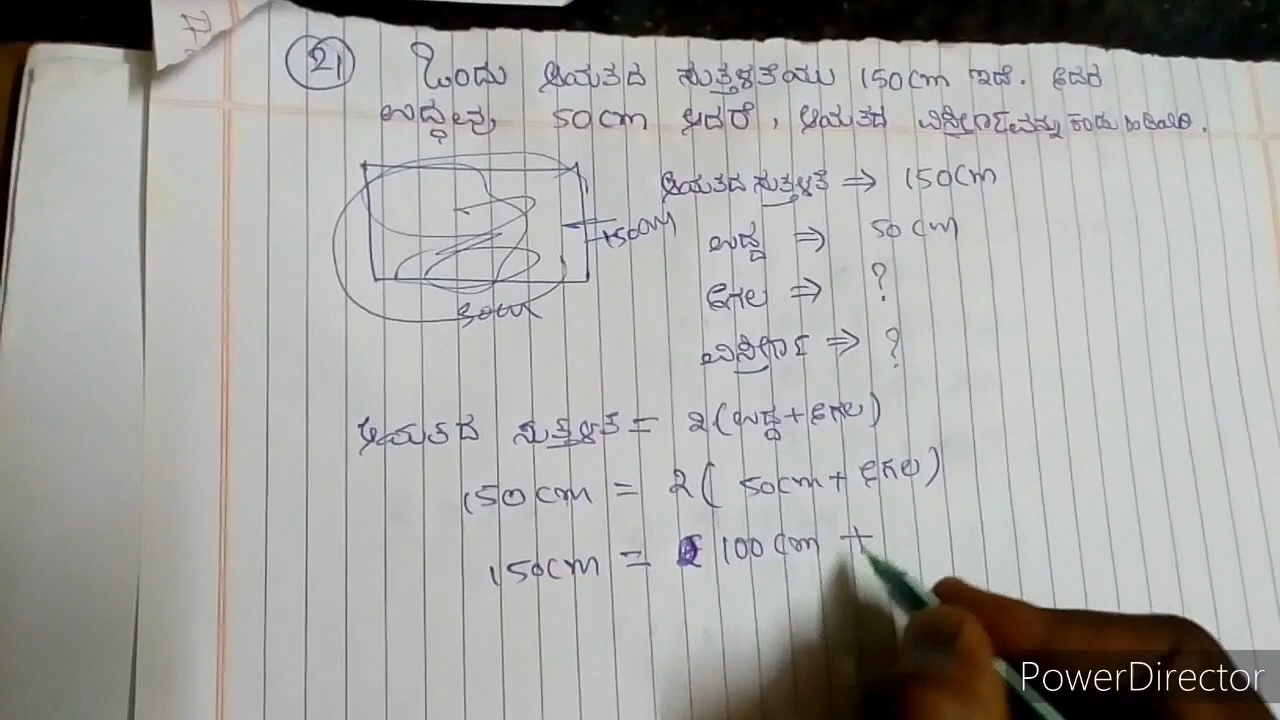 21 ಒಂದು ಆಯತದ ಸುತ್ತಳತೆಯು 150cm ಇದೆ. ಅದರ
ಉದ್ದವು 50cm ಆದರೆ, ಆಯತದ ವಿಸ್ತೀರ್ಣವನ್ನು ಕಂಡು ಹಿಡಿಯಿರಿ.
ಆಯತದ ಸುತ್ತಳತೆ ⇒ 150cm
ಉದ್ದ ⇒ 50cm
ಅಗಲ ⇒ ?
ವಿಸ್ತೀರ್ಣ ⇒ ?
ಆಯತದ ಸುತ್ತಳತೆ = 2(ಉದ್ದ+ಅಗಲ)
150cm = 2( 50cm + ಅಗಲ)
150cm = 100cm +
PowerDirector